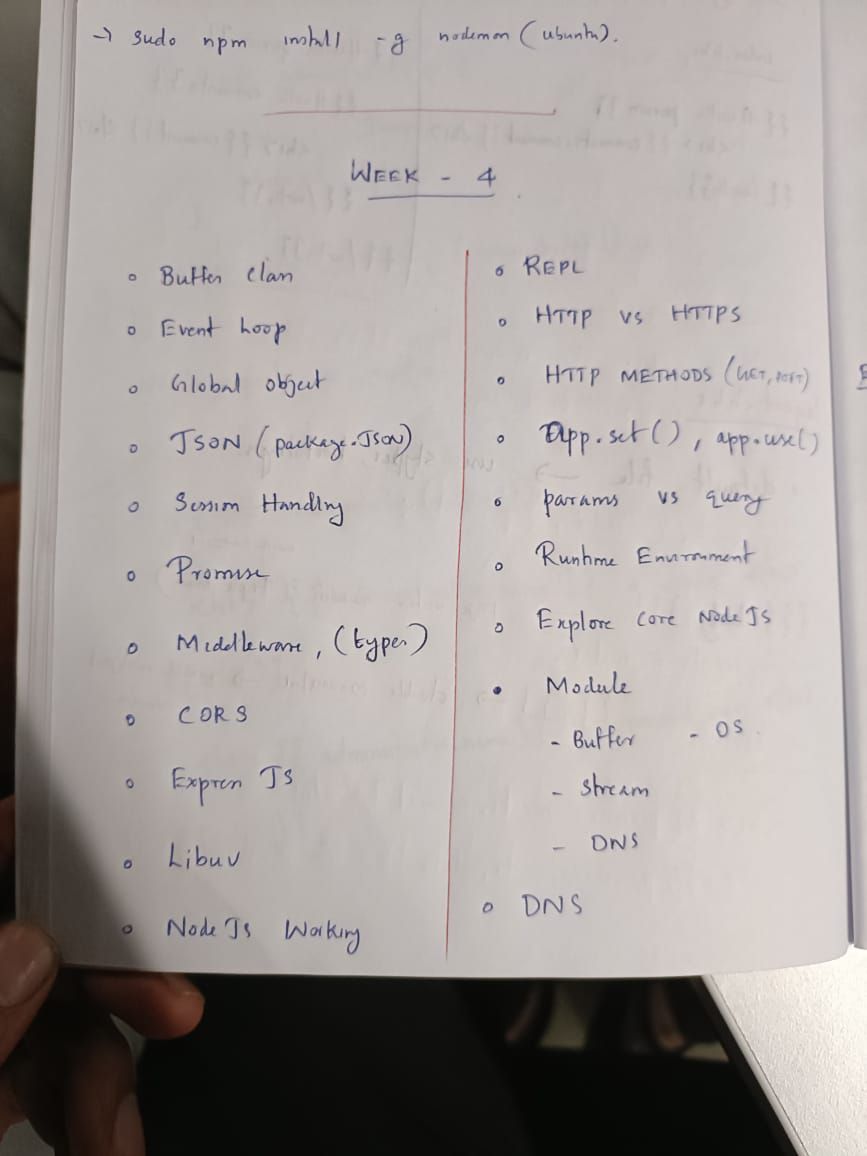 → sudo npm install -g nodemon (ubuntu).
WEEK - 4
○ Buffer class
○ Event loop
○ Global object
○ JSON (package.JSON)
○ Session Handling
○ Promise
○ Middleware, (types)
○ CORS
○ Express JS
○ Libuv
○ Node Js Working
○ REPL
○ HTTP vs HTTPS
○ HTTP METHODS (GET, POST)
○ app.set(), app.use()
○ params vs query
○ Runtime Environment
○ Explore core Node Js
• Module
- Buffer - OS.
- Stream
- DNS
○ DNS